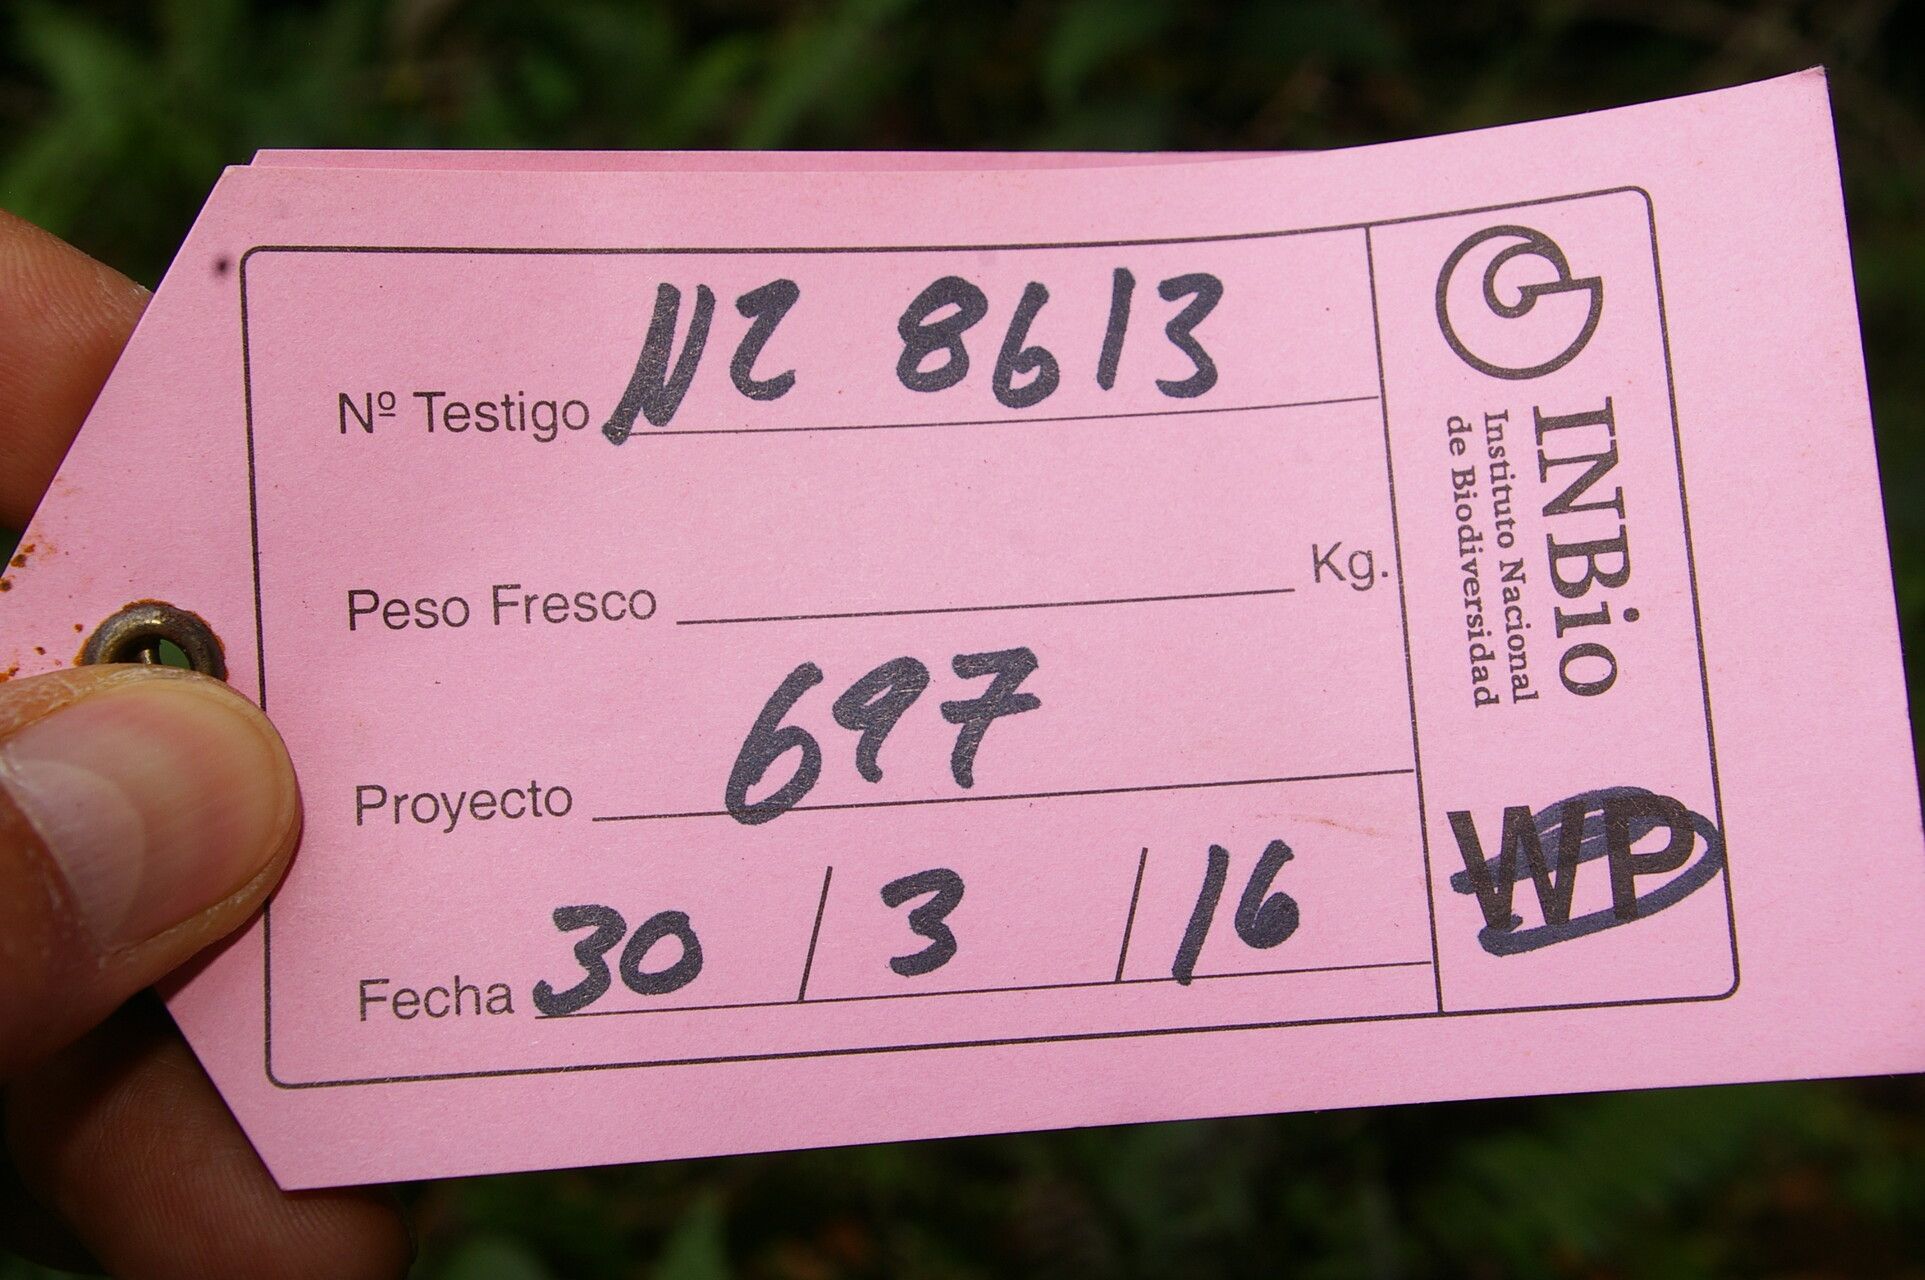 Nº Testigo NZ 8613
Peso Fresco Kg.
Proyecto 697
Fecha 30 / 3 / 16
INBio
Instituto Nacional
de Biodiversidad
WP